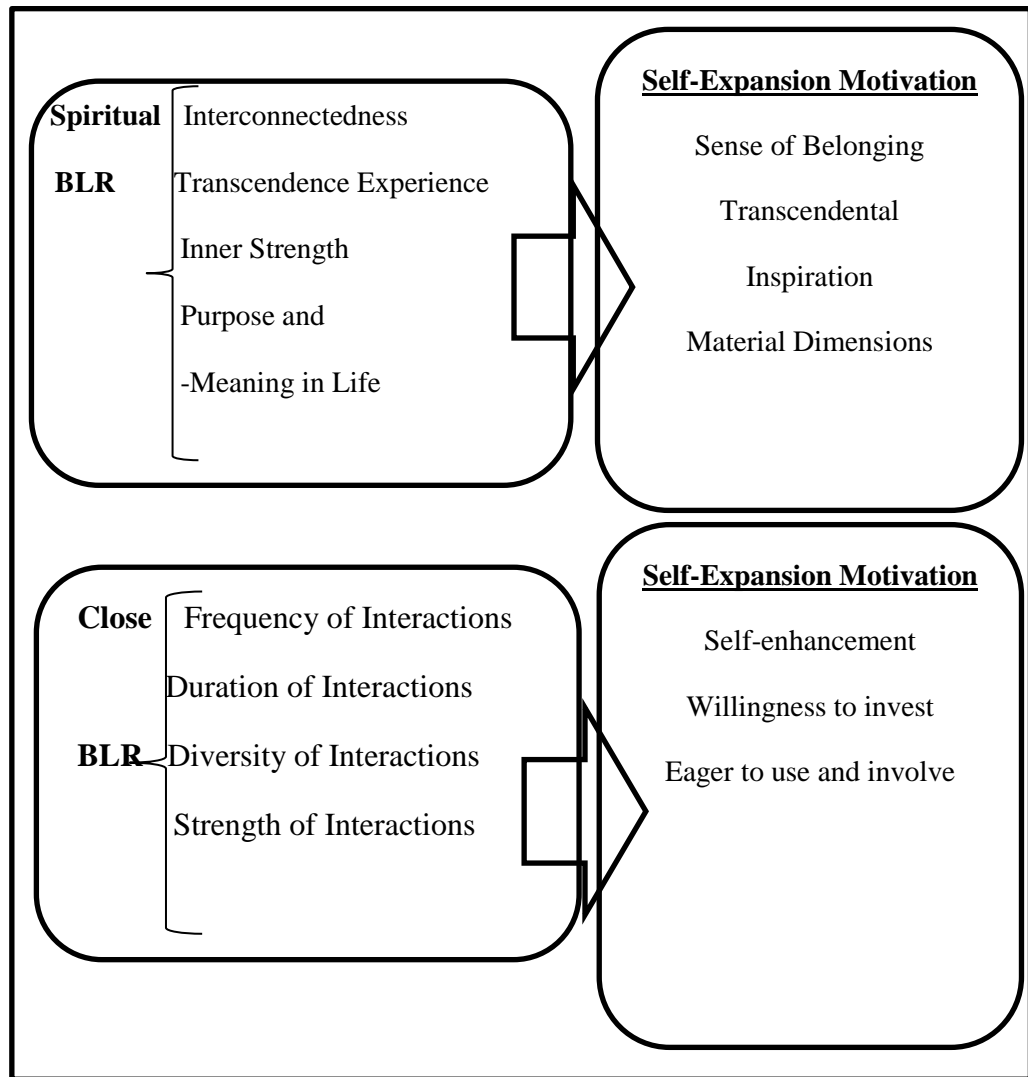 Spiritual Interconnectedness
BLR Transcendence Experience
Inner Strength
Purpose and
-Meaning in Life
Self-Expansion Motivation
Sense of Belonging
Transcendental
Inspiration
Material Dimensions
Close Frequency of Interactions
Duration of Interactions
BLR Diversity of Interactions
Strength of Interactions
Self-Expansion Motivation
Self-enhancement
Willingness to invest
Eager to use and involve